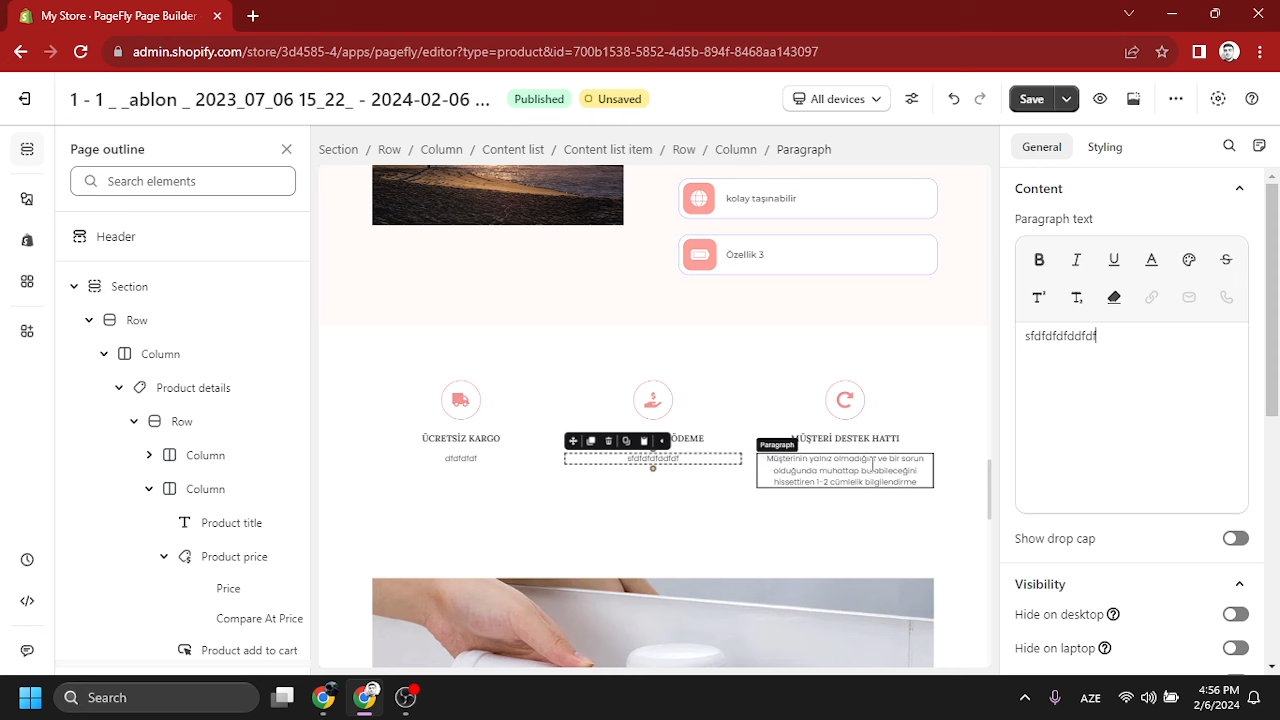 My Store · PageFly Page Builder
admin.shopify.com/store/3d4585-4/apps/pagefly/editor?type=product&id=700b1538-5852-4d5b-894f-8468aa143097
1 - 1 _ _ablon _ 2023_07_06 15_22_ - 2024-02-06 ...
Published
Unsaved
All devices
Save
Page outline
Section / Row / Column / Content list / Content list item / Row / Column / Paragraph
General
Styling
Search elements
Content
kolay taşınabilir
Paragraph text
Header
Özellik 3
Section
Row
sfdfdfdfddfdf
Column
Product details
Row
ÜCRETSİZ KARGO
ÖDEME
MÜŞTERİ DESTEK HATTI
Paragraph
Column
dfdfdfdf
sfdfdfdfddfdf
Müşterinin yalnız olmadığını ve bir sorun
olduğunda muhattap bulabileceğini
hissettiren 1-2 cümlelik bilgilendirme
Column
Product title
Show drop cap
Product price
Visibility
Price
Hide on desktop
Compare At Price
Hide on laptop
Product add to cart
Search
AZE
4:56 PM
2/6/2024